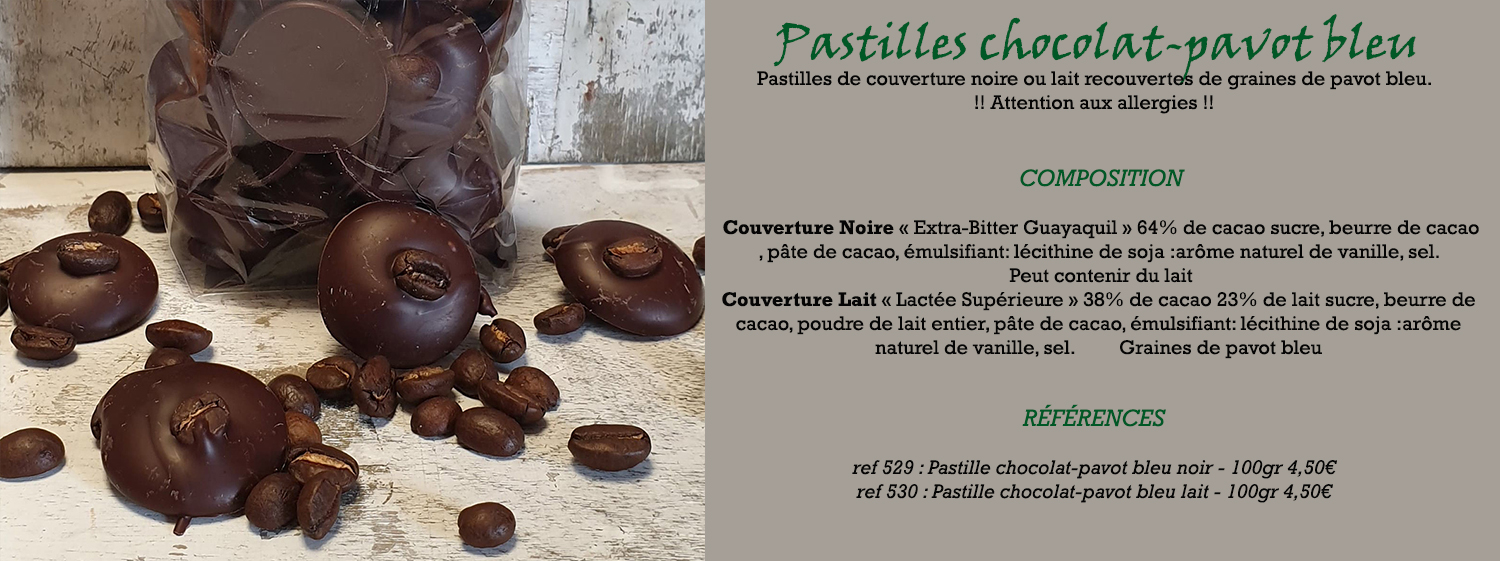 Pastilles chocolat-pavot bleu
Pastilles de couverture noire ou lait recouvertes de graines de pavot bleu.
!! Attention aux allergies !!
COMPOSITION
Couverture Noire « Extra-Bitter Guayaquil » 64% de cacao sucre, beurre de cacao
, pâte de cacao, émulsifiant: lécithine de soja :arôme naturel de vanille, sel.
Peut contenir du lait
Couverture Lait « Lactée Supérieure » 38% de cacao 23% de lait sucre, beurre de
cacao, poudre de lait entier, pâte de cacao, émulsifiant: lécithine de soja :arôme
naturel de vanille, sel. Graines de pavot bleu
RÉFÉRENCES
ref 529 : Pastille chocolat-pavot bleu noir - 100gr 4,50€
ref 530 : Pastille chocolat-pavot bleu lait - 100gr 4,50€